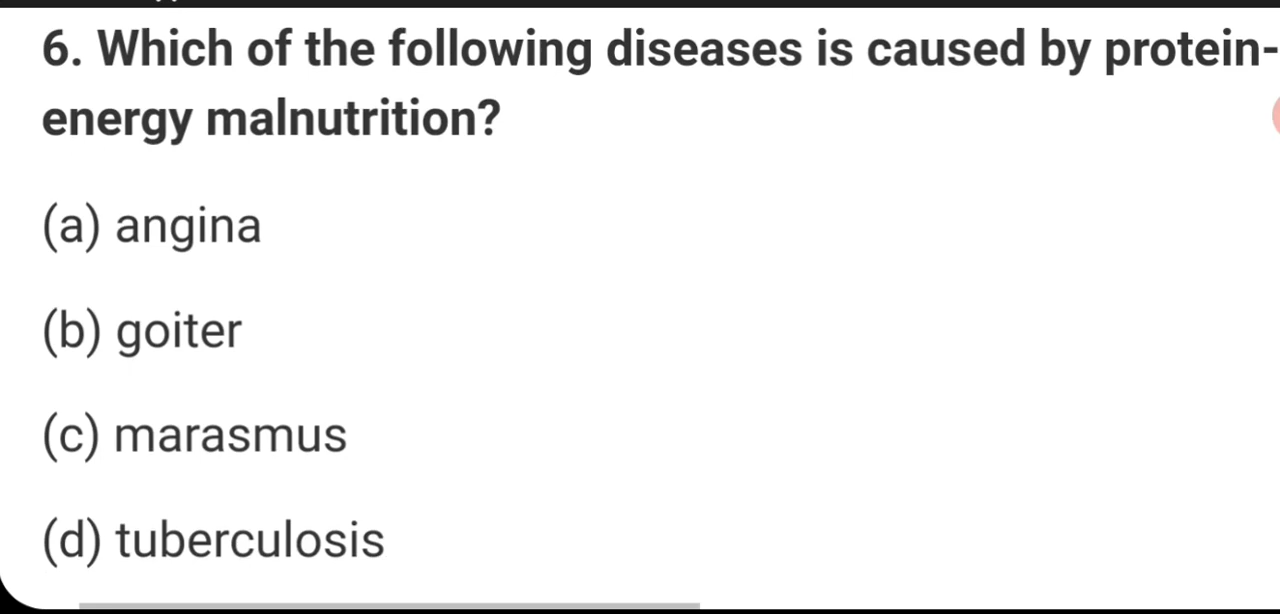 6. Which of the following diseases is caused by protein-
energy malnutrition?
(a) angina
(b) goiter
(c) marasmus
(d) tuberculosis